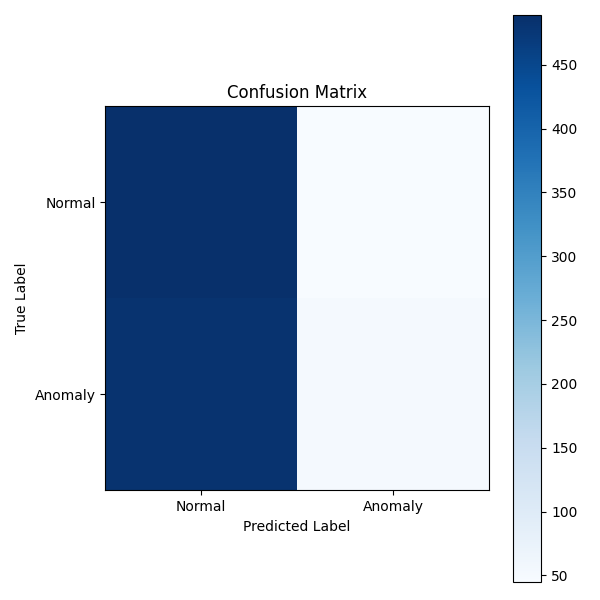 Confusion Matrix
True Label
Normal
Anomaly
Normal Anomaly
Predicted Label
450
400
350
300
250
200
150
100
50